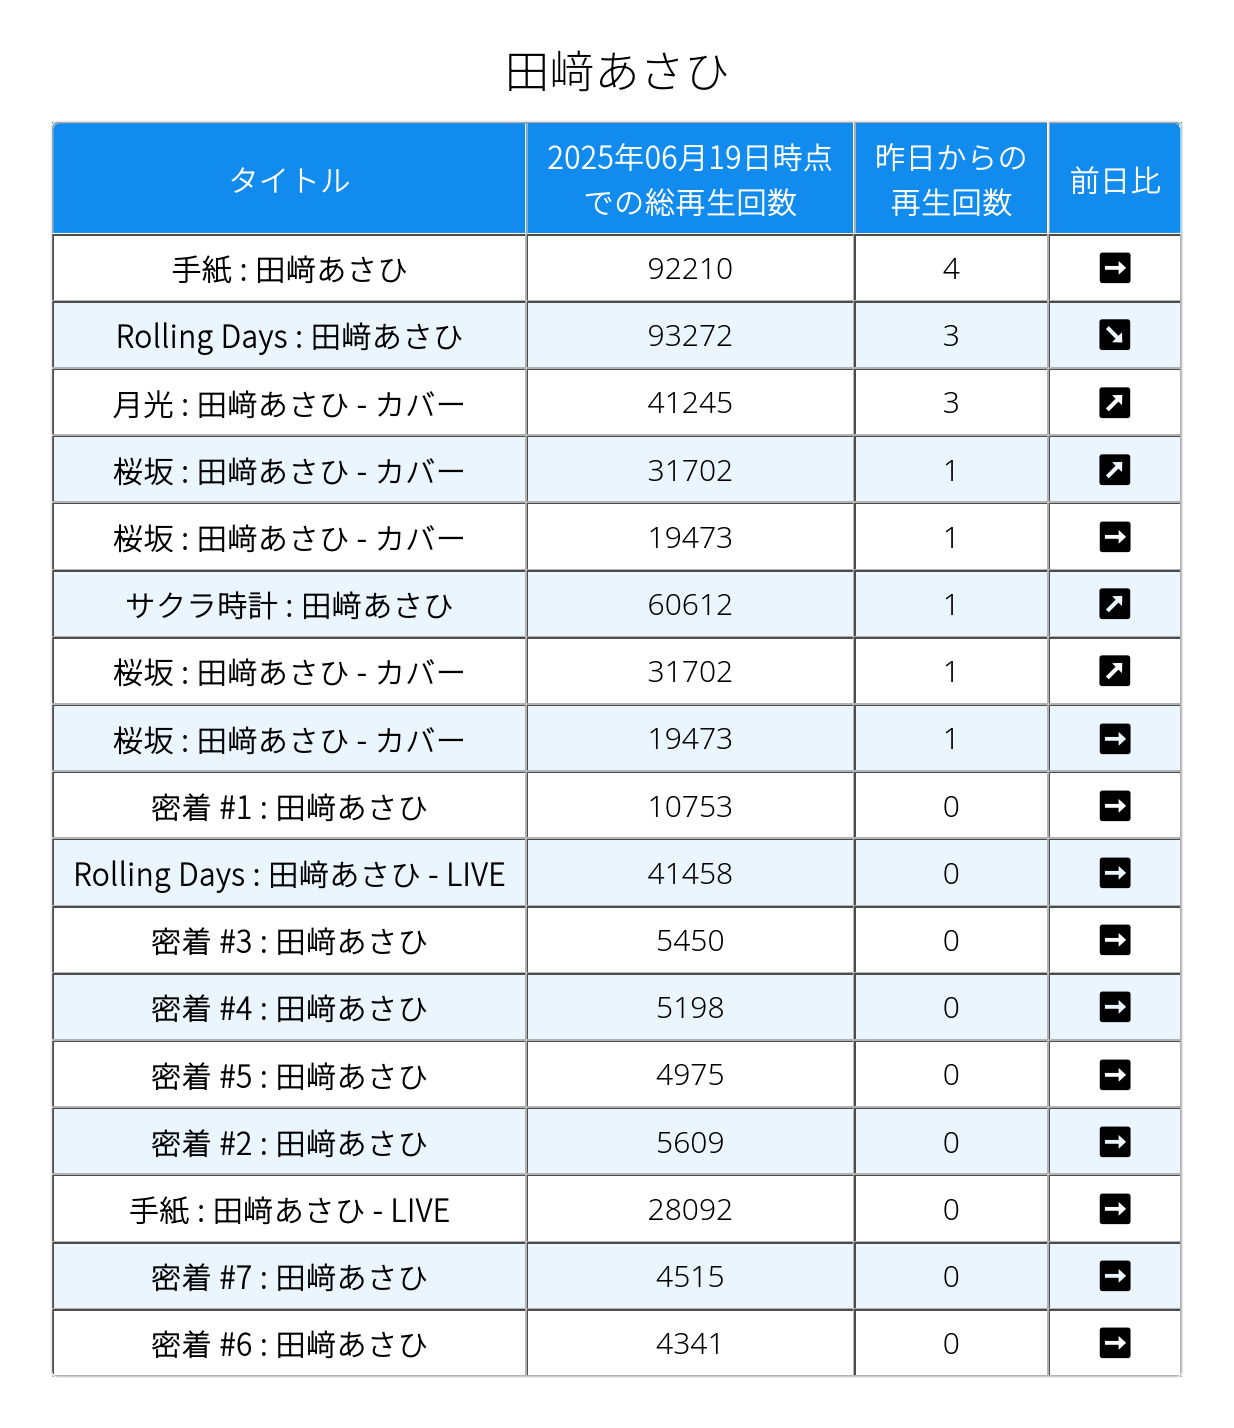 田﨑あさひ
タイトル 2025年06月19日時点での総再生回数 昨日からの再生回数 前日比
手紙 : 田﨑あさひ 92210 4 ➡
Rolling Days : 田﨑あさひ 93272 3 ↘
月光 : 田﨑あさひ - カバー 41245 3 ↗
桜坂 : 田﨑あさひ - カバー 31702 1 ↗
桜坂 : 田﨑あさひ - カバー 19473 1 ➡
サクラ時計 : 田﨑あさひ 60612 1 ↗
桜坂 : 田﨑あさひ - カバー 31702 1 ↗
桜坂 : 田﨑あさひ - カバー 19473 1 ➡
密着 #1 : 田﨑あさひ 10753 0 ➡
Rolling Days : 田﨑あさひ - LIVE 41458 0 ➡
密着 #3 : 田﨑あさひ 5450 0 ➡
密着 #4 : 田﨑あさひ 5198 0 ➡
密着 #5 : 田﨑あさひ 4975 0 ➡
密着 #2 : 田﨑あさひ 5609 0 ➡
手紙 : 田﨑あさひ - LIVE 28092 0 ➡
密着 #7 : 田﨑あさひ 4515 0 ➡
密着 #6 : 田﨑あさひ 4341 0 ➡